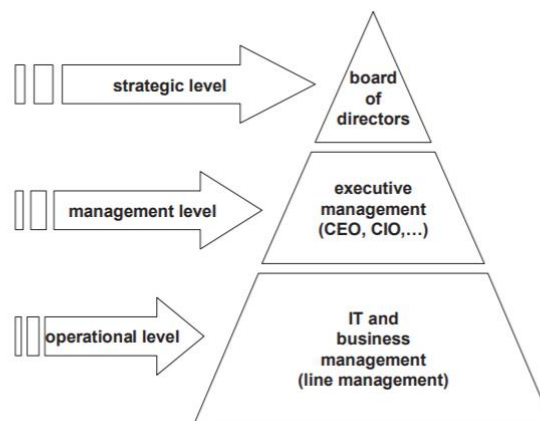 strategic level
board
of
directors
management level
executive
management
(CEO, CIO,...)
operational level
IT and
business
management
(line management)